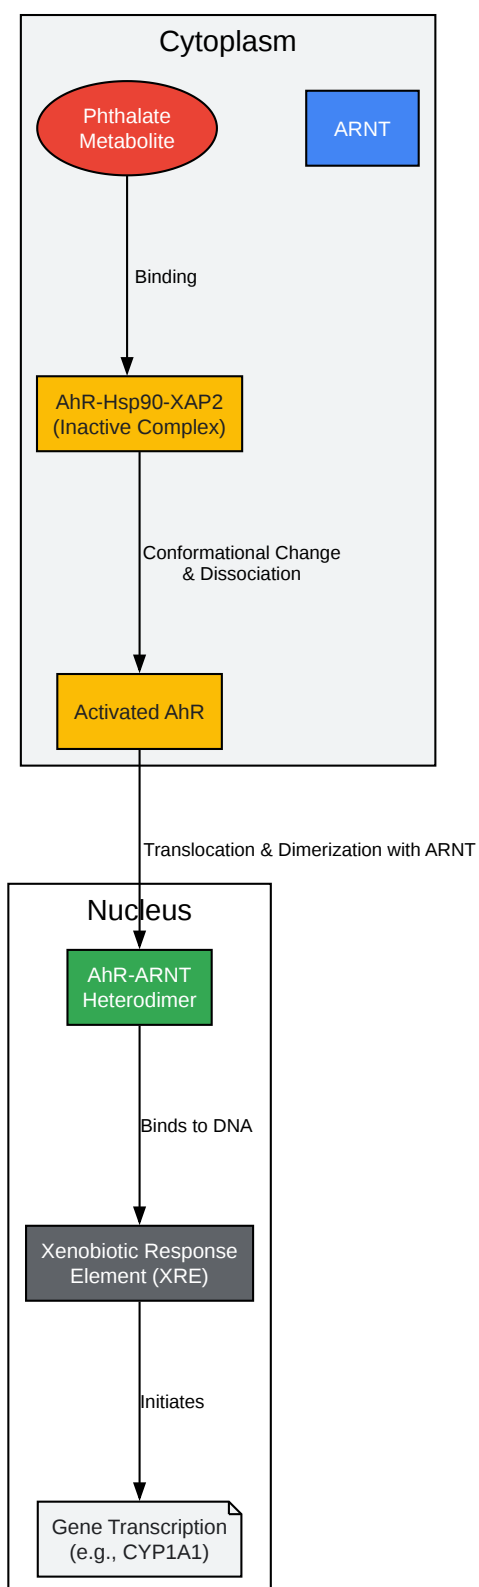 Cytoplasm
Phthalate
Metabolite
ARNT
Binding
AhR-Hsp90-XAP2
(Inactive Complex)
Conformational Change
& Dissociation
Activated AhR
Translocation & Dimerization with ARNT
Nucleus
AhR-ARNT
Heterodimer
Binds to DNA
Xenobiotic Response
Element (XRE)
Initiates
Gene Transcription
(e.g., CYP1A1)